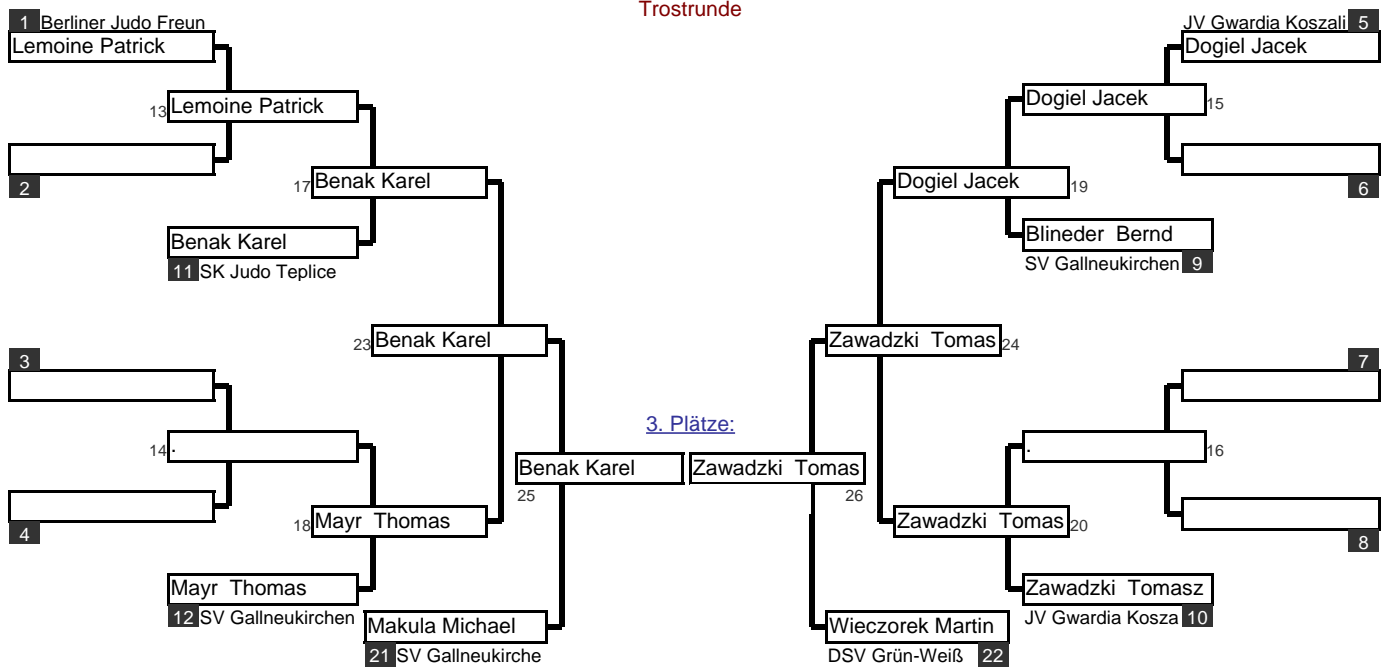 Trostrunde
1 Berliner Judo Freun
Lemoine Patrick
JV Gwardia Koszali 5
Dogiel Jacek
13 Lemoine Patrick
Dogiel Jacek 15
2
6
17 Benak Karel
Dogiel Jacek 19
Benak Karel
11 SK Judo Teplice
Blineder Bernd
SV Gallneukirchen 9
23 Benak Karel
Zawadzki Tomas 24
3
7
3. Plätze:
14 .
. 16
Benak Karel
25
Zawadzki Tomas
26
4
8
18 Mayr Thomas
Zawadzki Tomas 20
Mayr Thomas
12 SV Gallneukirchen
Zawadzki Tomasz
JV Gwardia Kosza 10
Makula Michael
21 SV Gallneukirche
Wieczorek Martin
DSV Grün-Weiß 22